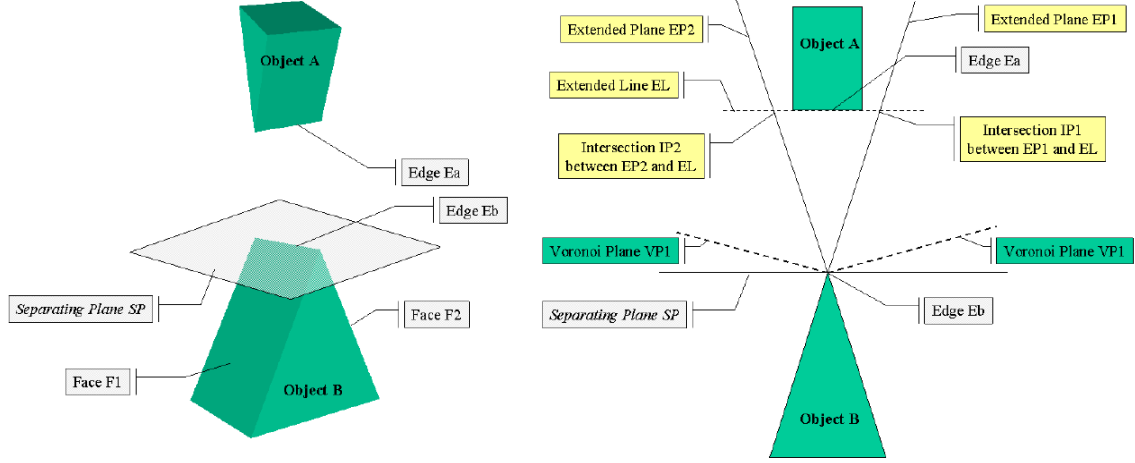 Object A
Edge Ea
Edge Eb
Separating Plane SP
Face F2
Face F1
Object B
Extended Plane EP2
Object A
Extended Plane EP1
Edge Ea
Extended Line EL
Intersection IP2
between EP2 and EL
Intersection IP1
between EP1 and EL
Voronoi Plane VP1
Voronoi Plane VP1
Separating Plane SP
Edge Eb
Object B